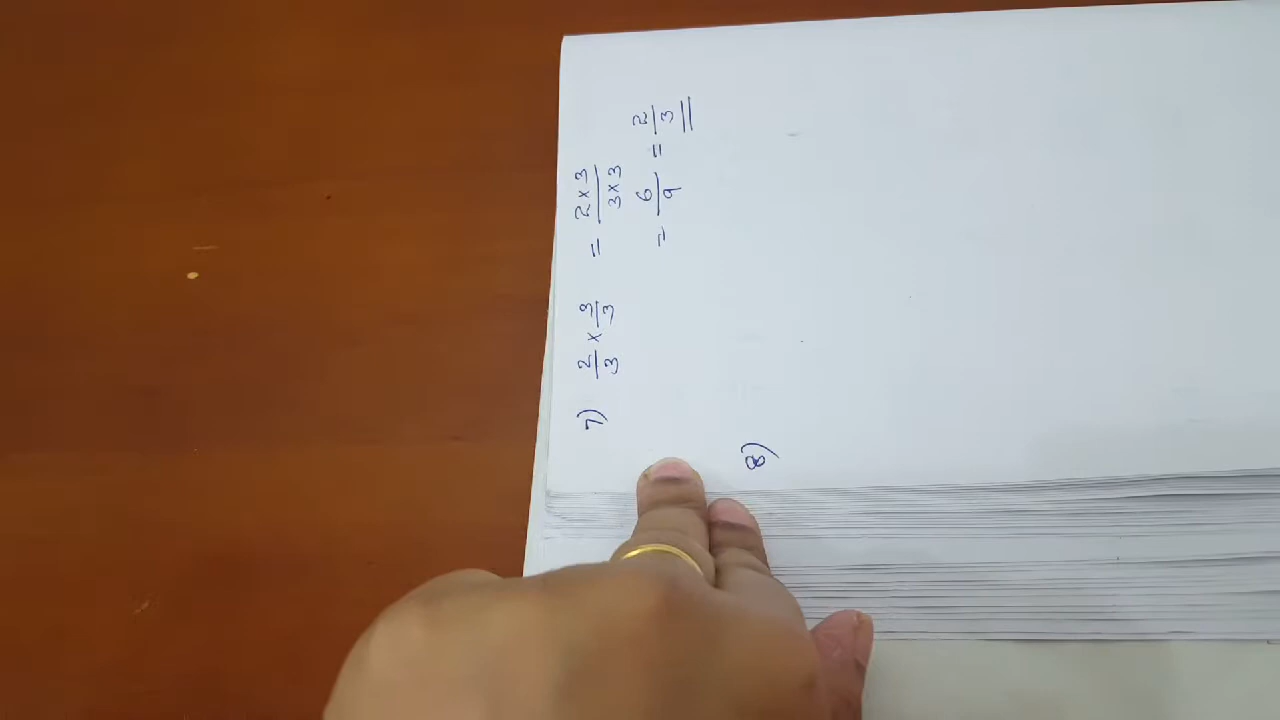 7) 2/3 × 3/3 = 2 × 3 / 3 × 3
= 6/9 = 2/3
8)